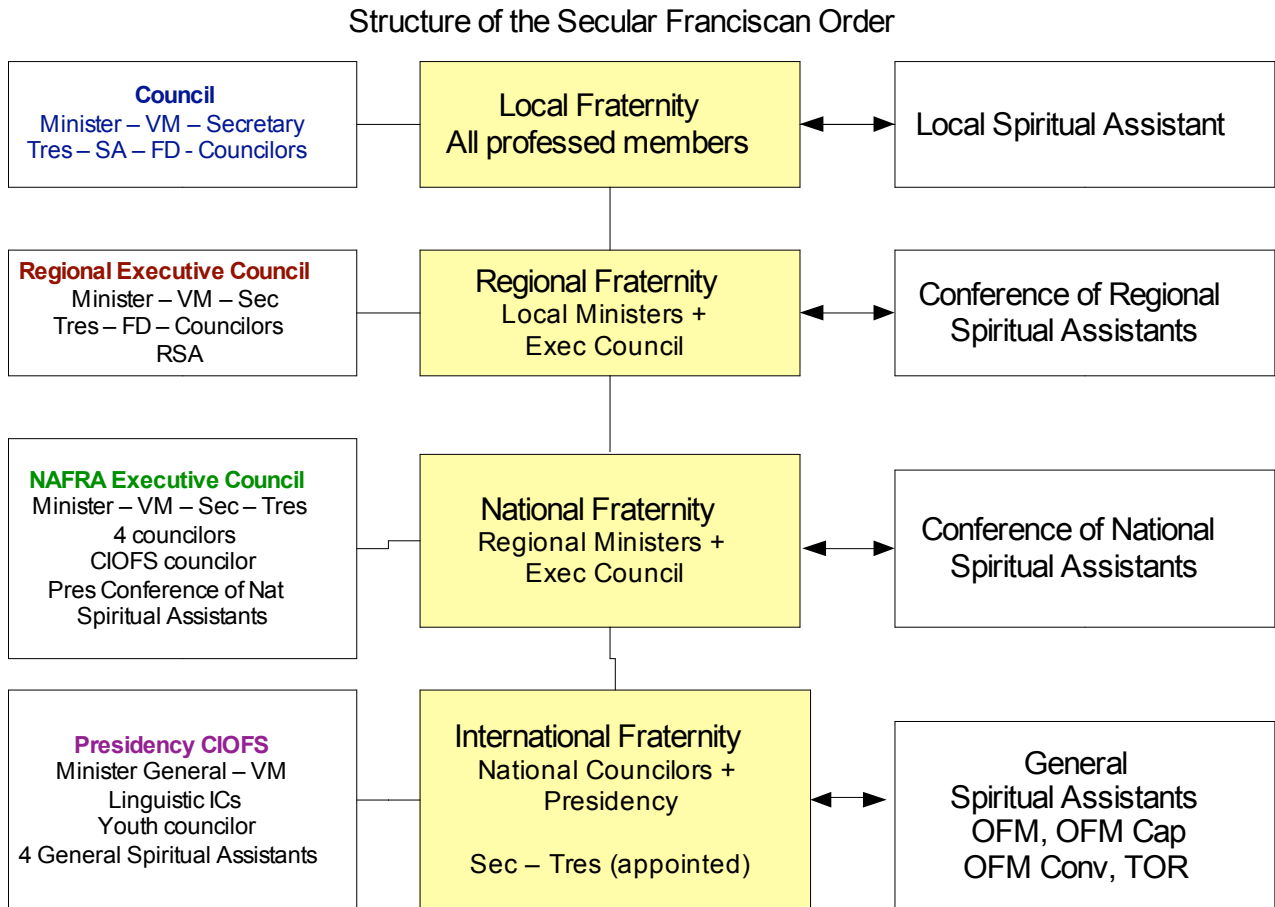 Structure of the Secular Franciscan Order
Council
Minister – VM – Secretary
Tres – SA – FD - Councilors
Local Fraternity
All professed members
Local Spiritual Assistant
Regional Executive Council
Minister – VM – Sec
Tres – FD – Councilors
RSA
Regional Fraternity
Local Ministers +
Exec Council
Conference of Regional
Spiritual Assistants
NAFRA Executive Council
Minister – VM – Sec – Tres
4 councilors
CIOFS councilor
Pres Conference of Nat
Spiritual Assistants
National Fraternity
Regional Ministers +
Exec Council
Conference of National
Spiritual Assistants
Presidency CIOFS
Minister General – VM
Linguistic ICs
Youth councilor
4 General Spiritual Assistants
International Fraternity
National Councilors +
Presidency
Sec – Tres (appointed)
General
Spiritual Assistants
OFM, OFM Cap
OFM Conv, TOR